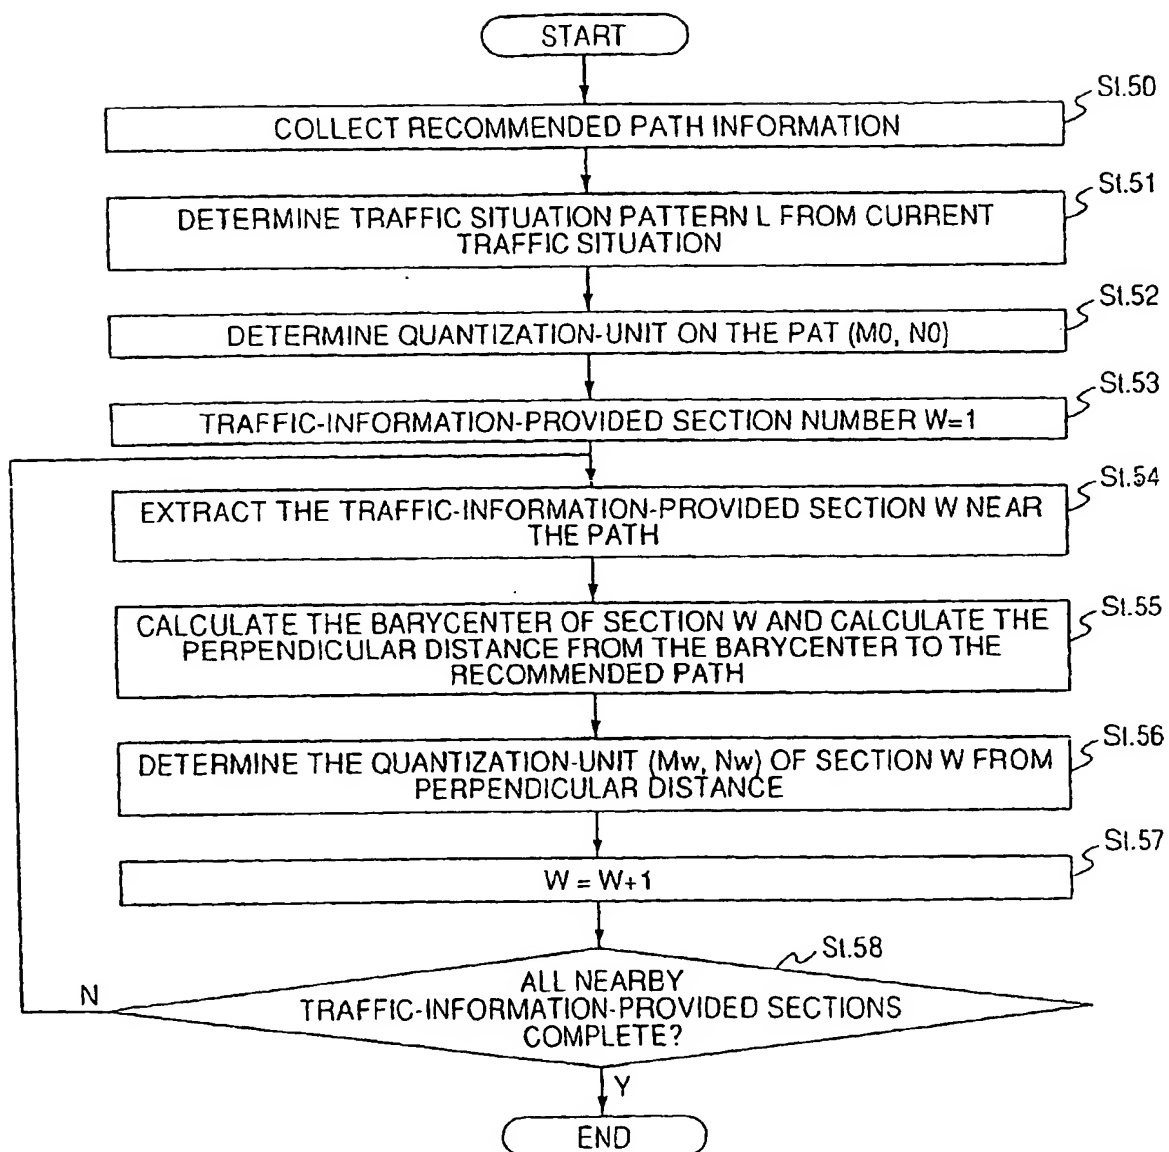 START
St.50
COLLECT RECOMMENDED PATH INFORMATION
St.51
DETERMINE TRAFFIC SITUATION PATTERN L FROM CURRENT
TRAFFIC SITUATION
St.52
DETERMINE QUANTIZATION-UNIT ON THE PAT (M0, N0)
St.53
TRAFFIC-INFORMATION-PROVIDED SECTION NUMBER W=1
St.54
EXTRACT THE TRAFFIC-INFORMATION-PROVIDED SECTION W NEAR
THE PATH
St.55
CALCULATE THE BARYCENTER OF SECTION W AND CALCULATE THE
PERPENDICULAR DISTANCE FROM THE BARYCENTER TO THE
RECOMMENDED PATH
St.56
DETERMINE THE QUANTIZATION-UNIT (Mw, Nw) OF SECTION W FROM
PERPENDICULAR DISTANCE
St.57
W = W+1
St.58
ALL NEARBY
TRAFFIC-INFORMATION-PROVIDED SECTIONS
COMPLETE?
N
Y
END